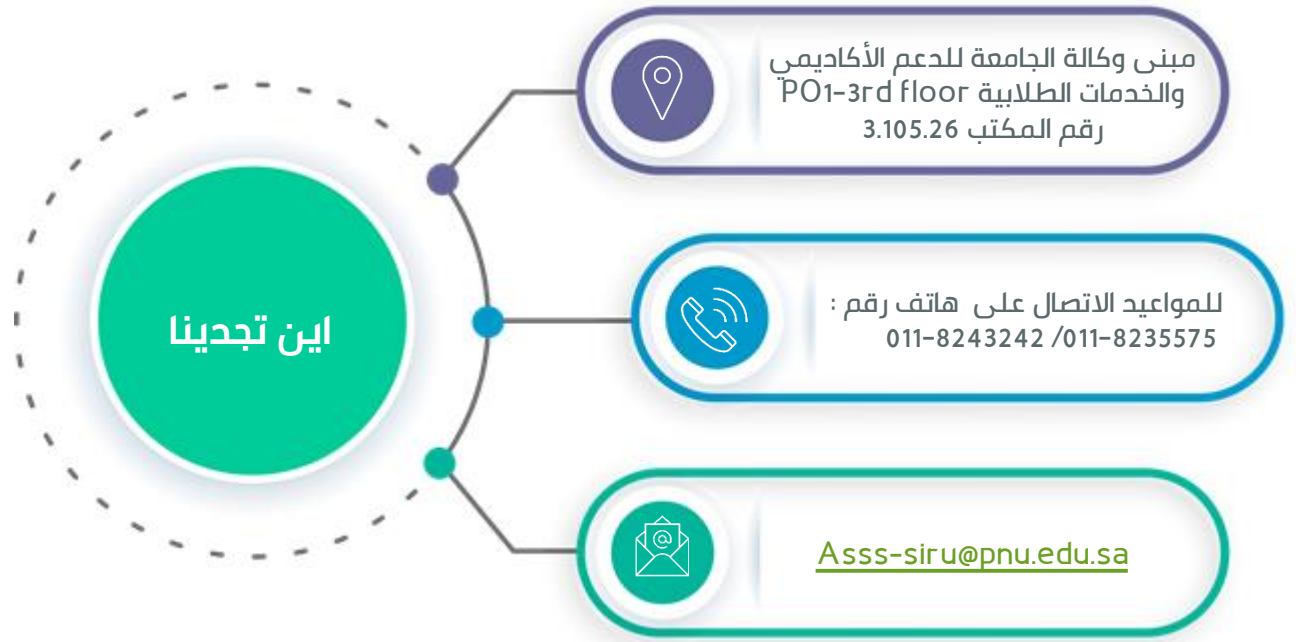 اين تجدينا
مبنى وكالة الجامعة للدعم الأكاديمي
والخدمات الطلابية PO1-3rd floor
رقم المكتب 3.105.26
للمواعيد الاتصال على هاتف رقم :
011-8243242 /011-8235575
Asss-siru@pnu.edu.sa